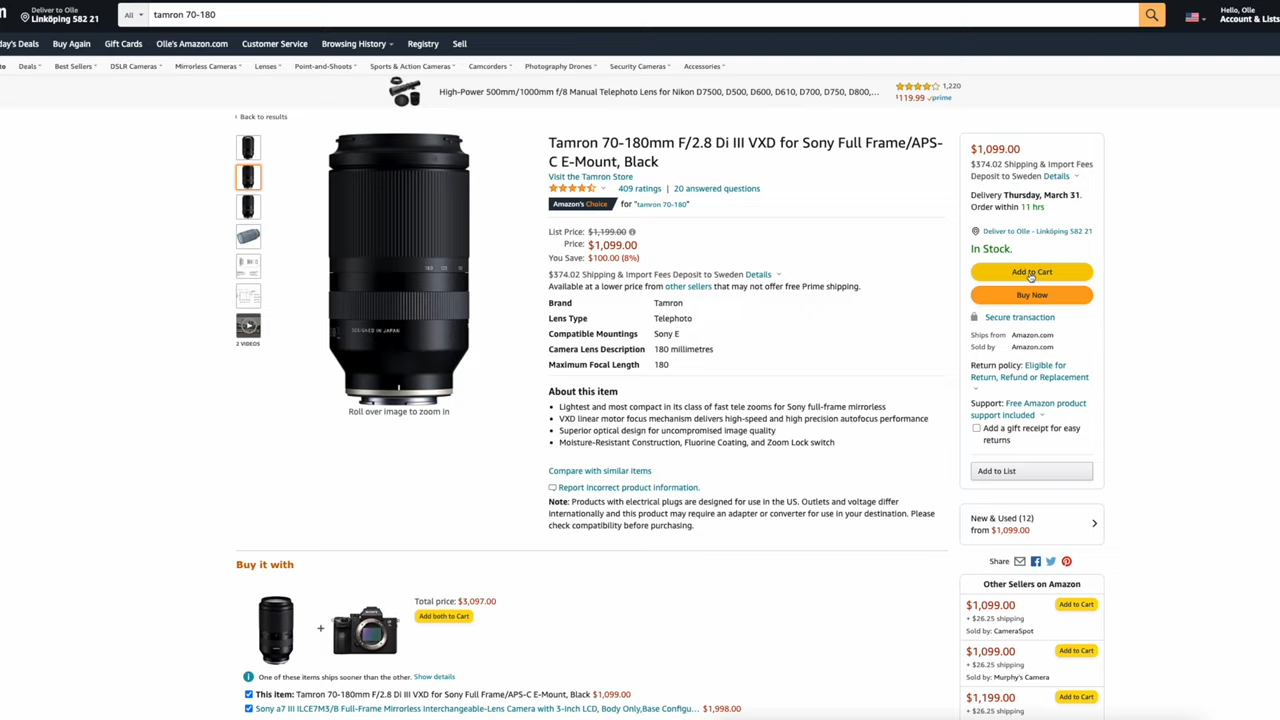 Deliver to Olle
Linköping 582 21
All
tamron 70-180
Hello, Olle
Account & Lists
ay's Deals
Buy Again
Gift Cards
Olle's Amazon.com
Customer Service
Browsing History
Registry
Sell
Deals
Best Sellers
DSLR Cameras
Mirrorless Cameras
Lenses
Point-and-Shoots
Sports & Action Cameras
Camcorders
Photography Drones
Security Cameras
Accessories
High-Power 500mm/1000mm f/8 Manual Telephoto Lens for Nikon D7500, D500, D600, D610, D700, D750, D800,...
1,220
$119.99 prime
‹ Back to results
2 VIDEOS
180 135
DESIGNED IN JAPAN
Roll over image to zoom in
Tamron 70-180mm F/2.8 Di III VXD for Sony Full Frame/APS-
C E-Mount, Black
Visit the Tamron Store
409 ratings | 20 answered questions
Amazon's Choice for "tamron 70-180"
List Price: $1,199.00
Price: $1,099.00
You Save: $100.00 (8%)
$374.02 Shipping & Import Fees Deposit to Sweden Details
Available at a lower price from other sellers that may not offer free Prime shipping.
Brand Tamron
Lens Type Telephoto
Compatible Mountings Sony E
Camera Lens Description 180 millimetres
Maximum Focal Length 180
About this item
• Lightest and most compact in its class of fast tele zooms for Sony full-frame mirrorless
• VXD linear motor focus mechanism delivers high-speed and high precision autofocus performance
• Superior optical design for uncompromised image quality
• Moisture-Resistant Construction, Fluorine Coating, and Zoom Lock switch
Compare with similar items
Report incorrect product information.
Note: Products with electrical plugs are designed for use in the US. Outlets and voltage differ
internationally and this product may require an adapter or converter for use in your destination. Please
check compatibility before purchasing.
$1,099.00
$374.02 Shipping & Import Fees
Deposit to Sweden Details
Delivery Thursday, March 31.
Order within 11 hrs
Deliver to Olle - Linköping 582 21
In Stock.
Add to Cart
Buy Now
Secure transaction
Ships from Amazon.com
Sold by Amazon.com
Return policy: Eligible for
Return, Refund or Replacement
Support: Free Amazon product
support included
Add a gift receipt for easy
returns
Add to List
New & Used (12)
from $1,099.00
Share
Other Sellers on Amazon
$1,099.00 Add to Cart
+ $26.25 shipping
Sold by: CameraSpot
$1,099.00 Add to Cart
+ $26.25 shipping
Sold by: Murphy's Camera
$1,199.00 Add to Cart
+ $26.25 shipping
Buy it with
+
Total price: $3,097.00
Add both to Cart
One of these items ships sooner than the other. Show details
This item: Tamron 70-180mm F/2.8 Di III VXD for Sony Full Frame/APS-C E-Mount, Black $1,099.00
Sony a7 III ILCE7M3/B Full-Frame Mirrorless Interchangeable-Lens Camera with 3-Inch LCD, Body Only,Base Configu... $1,998.00